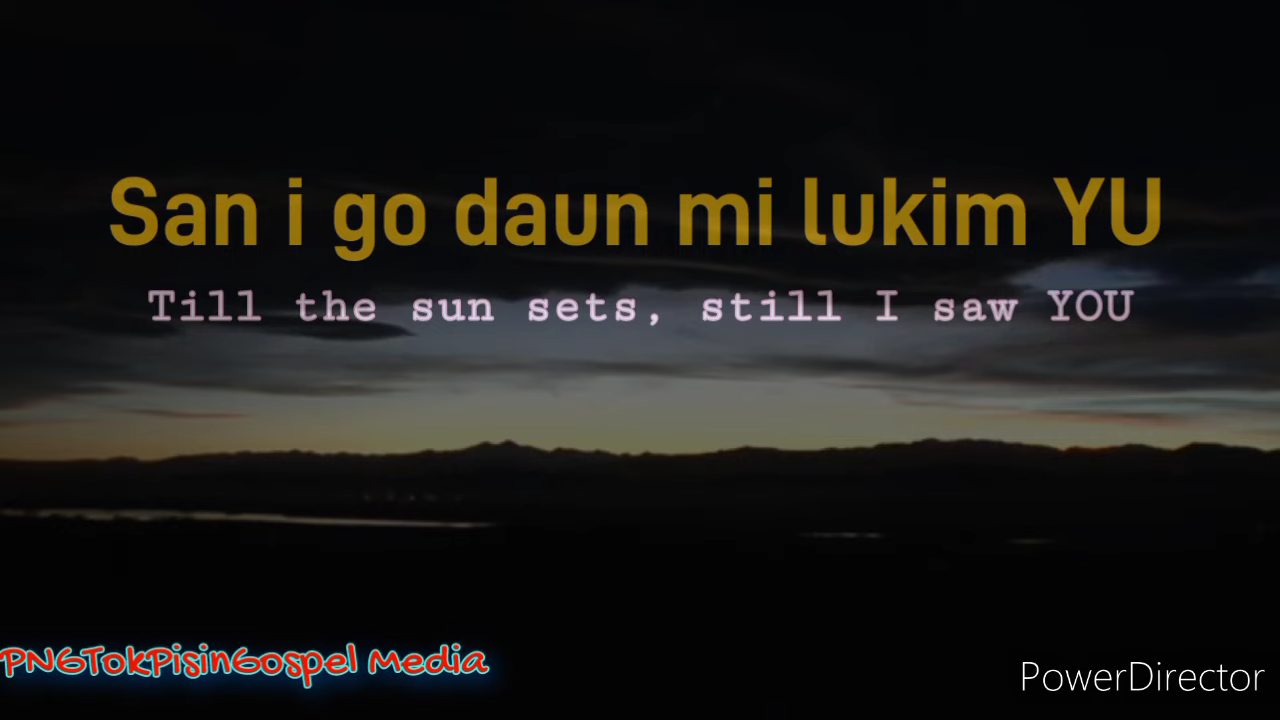 San i go daun mi lukim YU
Till the sun sets, still I saw YOU
PNGTokPisinGospel Media
PowerDirector